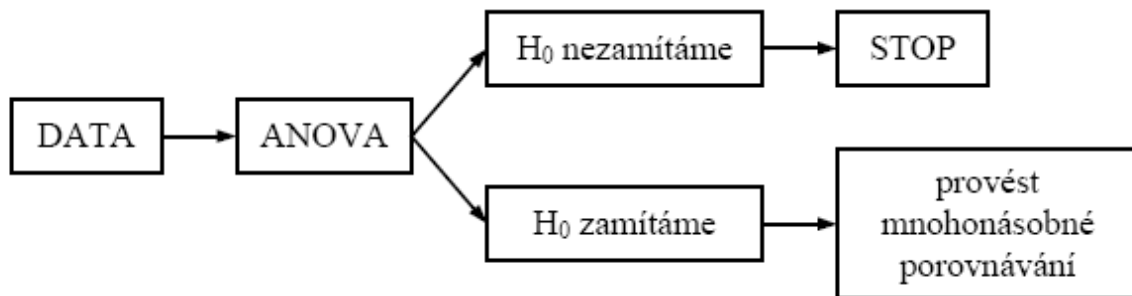 DATA
ANOVA
H₀ nezamítáme
STOP
H₀ zamítáme
provést
mnohonásobné
porovnávání